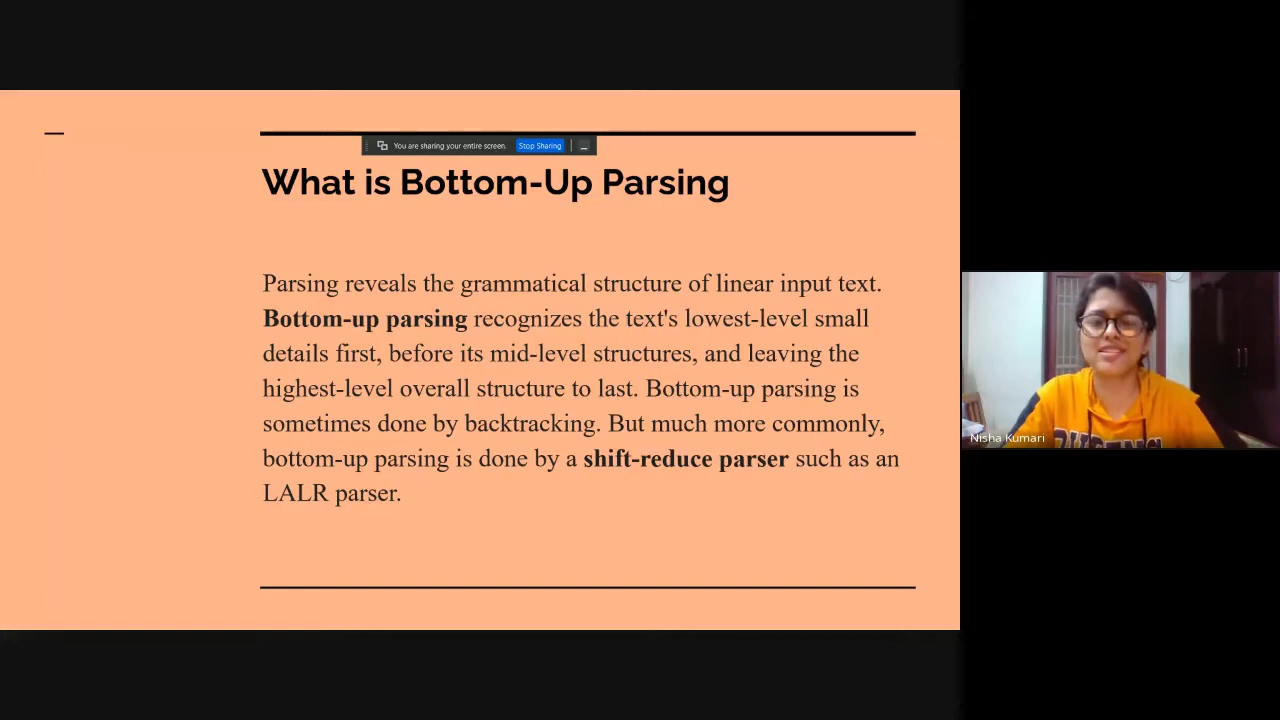 You are sharing your entire screen. Stop Sharing
What is Bottom-Up Parsing
Parsing reveals the grammatical structure of linear input text.
Bottom-up parsing recognizes the text's lowest-level small
details first, before its mid-level structures, and leaving the
highest-level overall structure to last. Bottom-up parsing is
sometimes done by backtracking. But much more commonly,
bottom-up parsing is done by a shift-reduce parser such as an
LALR parser.
Nisha Kumari